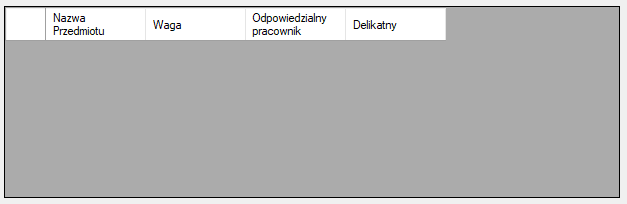 Nazwa
Przedmiotu
Waga
Odpowiedzialny
pracownik
Delikatny